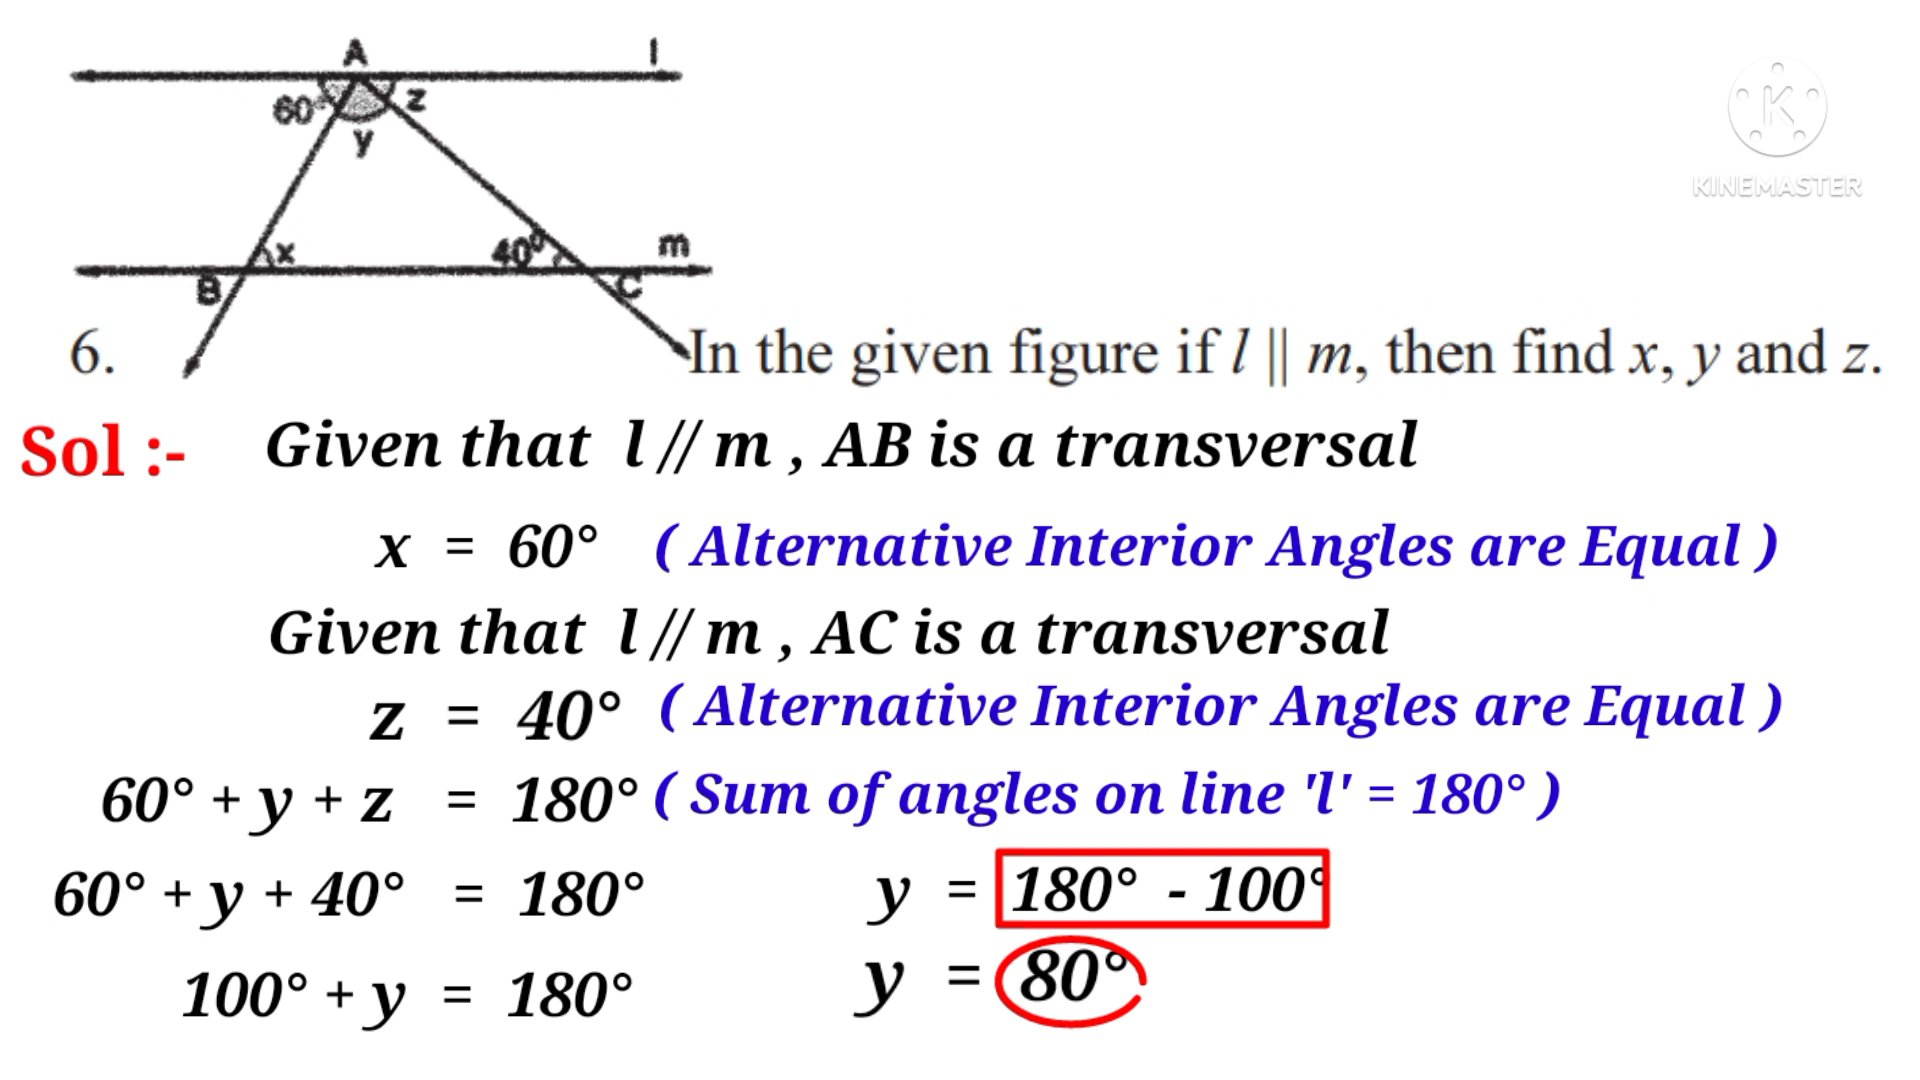 A
l
60°
z
y
x
40⁰
m
B
C
K
KINEMASTER
6. In the given figure if l || m, then find x, y and z.
Sol :- Given that l // m , AB is a transversal
x = 60° ( Alternative Interior Angles are Equal )
Given that l // m , AC is a transversal
z = 40° ( Alternative Interior Angles are Equal )
60° + y + z = 180° ( Sum of angles on line 'l' = 180° )
60° + y + 40° = 180°
y = 180° - 100°
100° + y = 180°
y = 80°